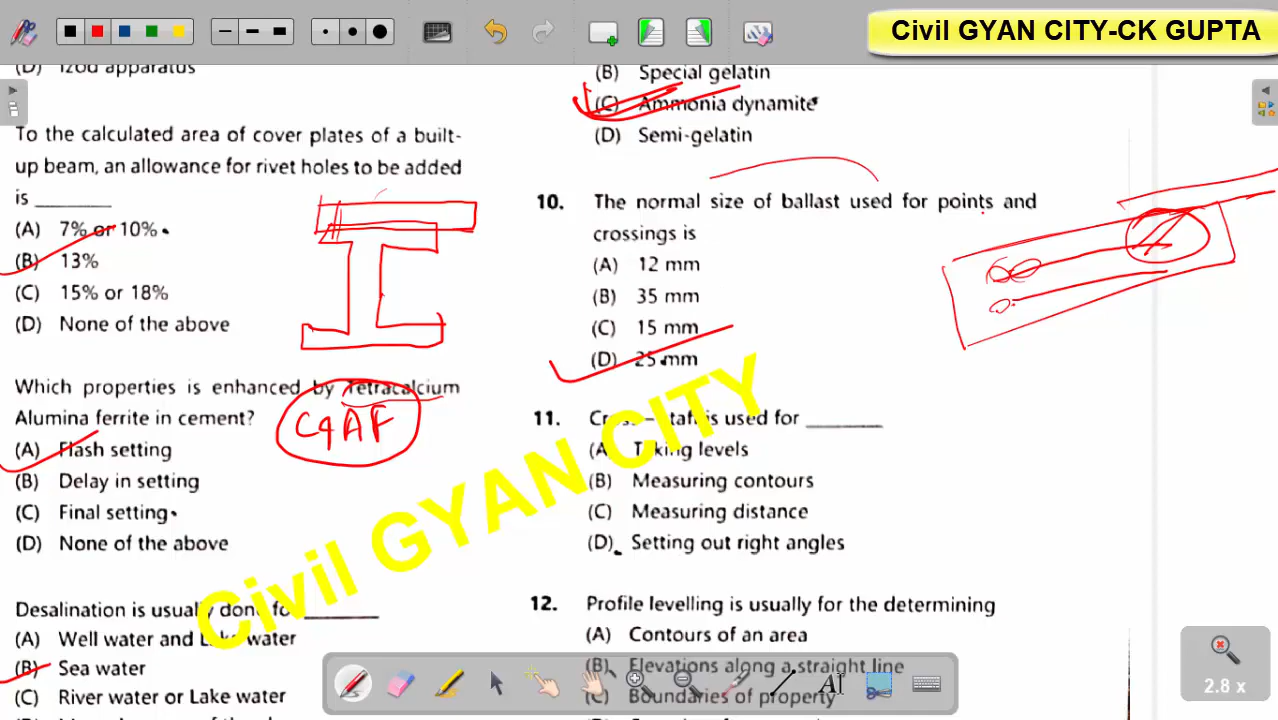 Civil GYAN CITY-CK GUPTA
(D) Izod apparatus
To the calculated area of cover plates of a built-
up beam, an allowance for rivet holes to be added
is ________
(A) 7% or 10%
(B) 13%
(C) 15% or 18%
(D) None of the above
Which properties is enhanced by Tetracalcium
Alumina ferrite in cement?
C4AF
(A) Flash setting
(B) Delay in setting
(C) Final setting
(D) None of the above
Desalination is usually done for ________
(A) Well water and Lake water
(B) Sea water
(C) River water or Lake water
(B) Special gelatin
(C) Ammonia dynamite
(D) Semi-gelatin
10. The normal size of ballast used for points and
crossings is
(A) 12 mm
(B) 35 mm
(C) 15 mm
(D) 25 mm
11. Cross – staff is used for ________
(A) Taking levels
(B) Measuring contours
(C) Measuring distance
(D) Setting out right angles
12. Profile levelling is usually for the determining
(A) Contours of an area
(B) Elevations along a straight line
(C) Boundaries of property
Civil GYAN CITY
2.8 x